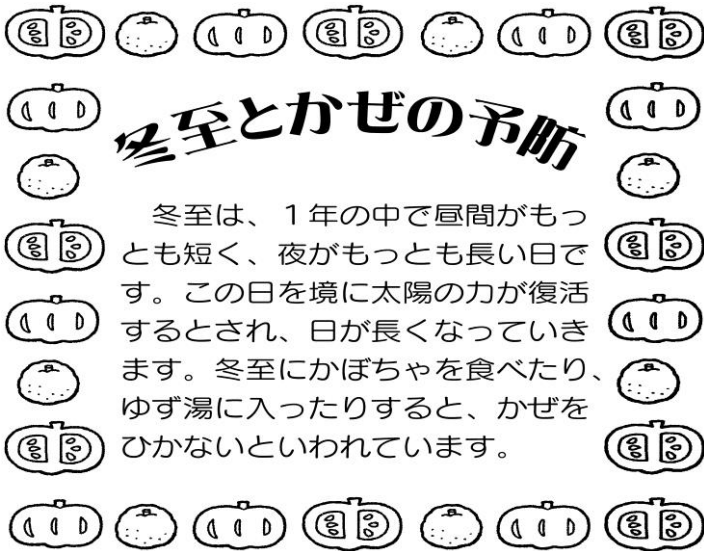 冬至とかぜの予防
　冬至は、１年の中で昼間がもっ
とも短く、夜がもっとも長い日で
す。この日を境に太陽の力が復活
するとされ、日が長くなっていき
ます。冬至にかぼちゃを食べたり、
ゆず湯に入ったりすると、かぜを
ひかないといわれています。